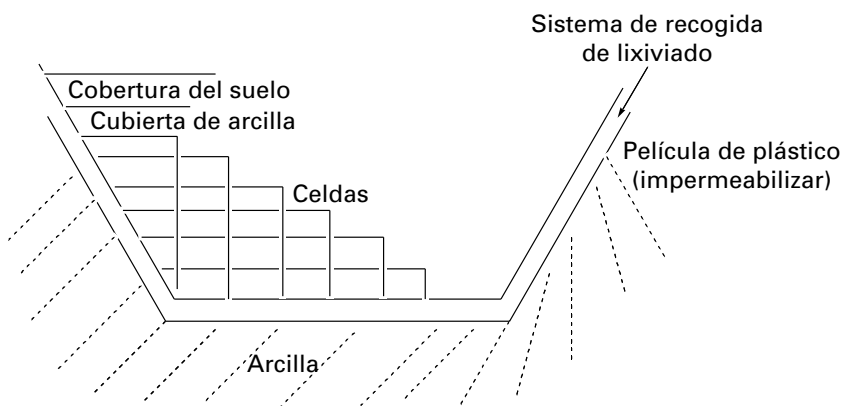 Sistema de recogida
de lixiviado
Cobertura del suelo
Cubierta de arcilla
Película de plástico
(impermeabilizar)
Celdas
Arcilla